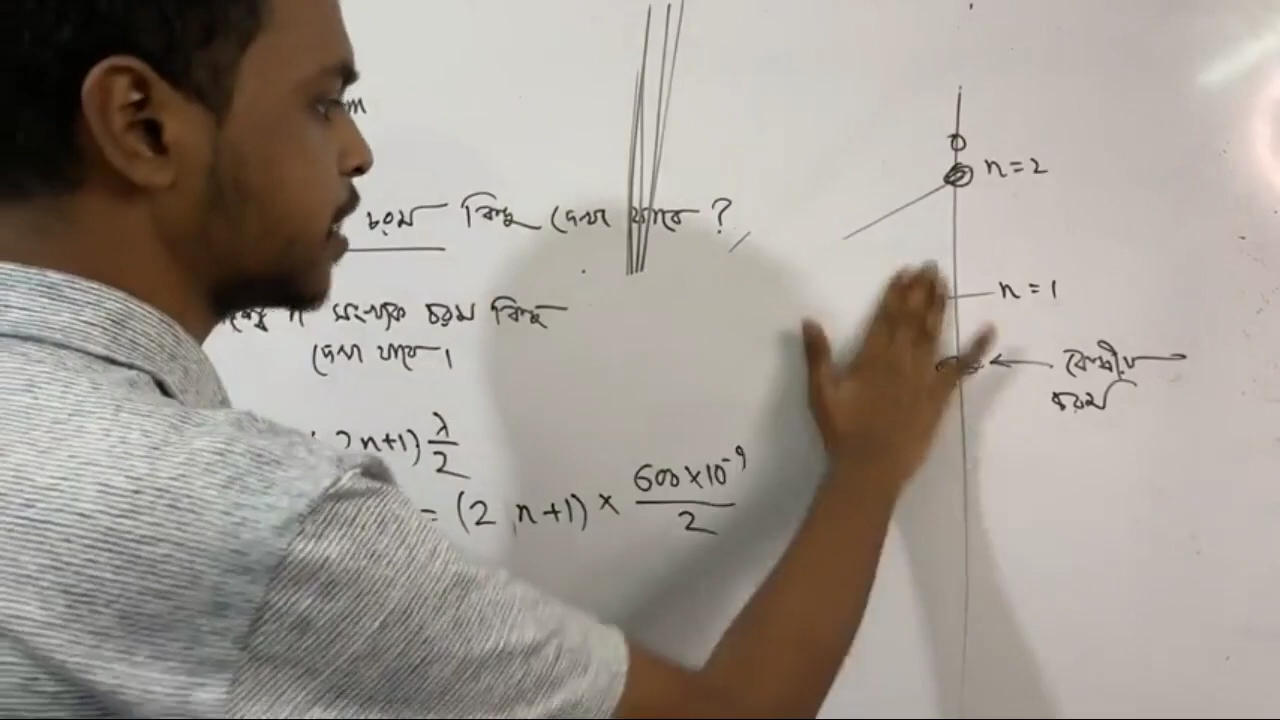 m
চরম বিন্দু দেখা যাবে ?
n সংখ্যক চরম বিন্দু
দেখা যাবে।
2n+1) λ/2
= (2 n+1) × 600×10⁻⁹/2
n=2
n=1
কেন্দ্রীয়
চরম